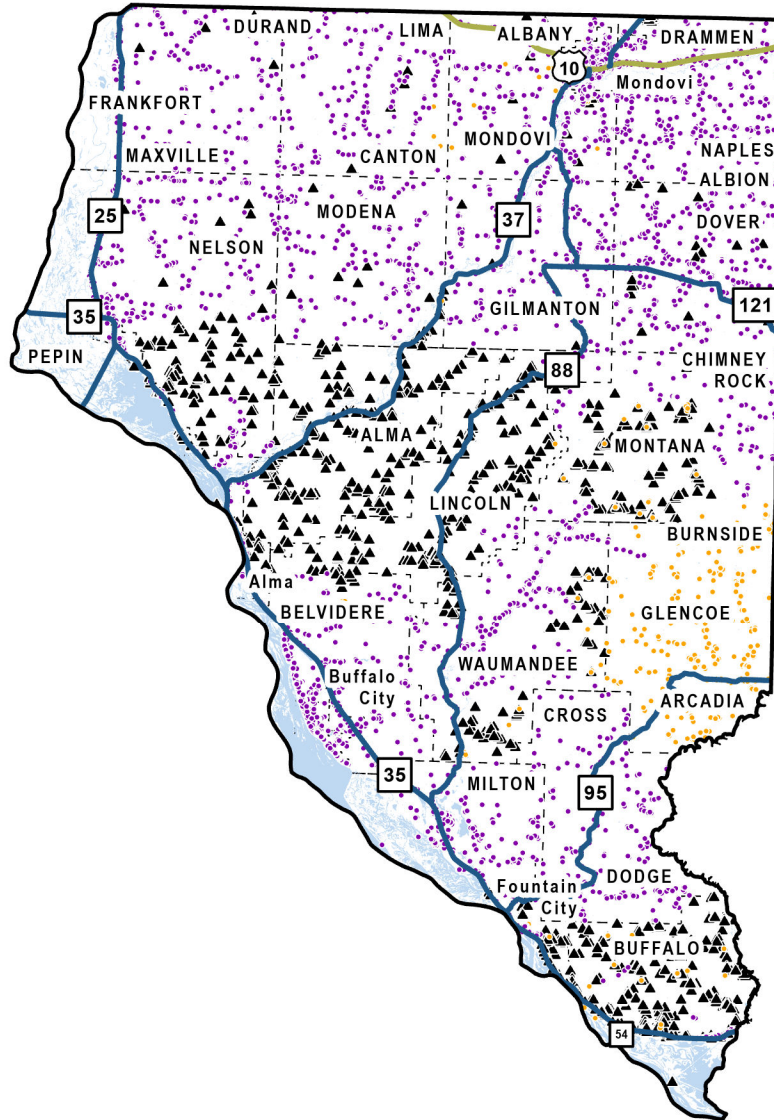 DURAND
LIMA
ALBANY
DRAMMEN
10
Mondovi
FRANKFORT
MONDOVI
MAXVILLE
CANTON
NAPLES
ALBION
25
MODENA
37
DOVER
NELSON
35
GILMANTON
121
PEPIN
88
CHIMNEY
ROCK
ALMA
MONTANA
LINCOLN
BURNSIDE
Alma
BELVIDERE
GLENCOE
WAUMANDEE
Buffalo
City
CROSS
ARCADIA
35
MILTON
95
Fountain
City
DODGE
BUFFALO
54